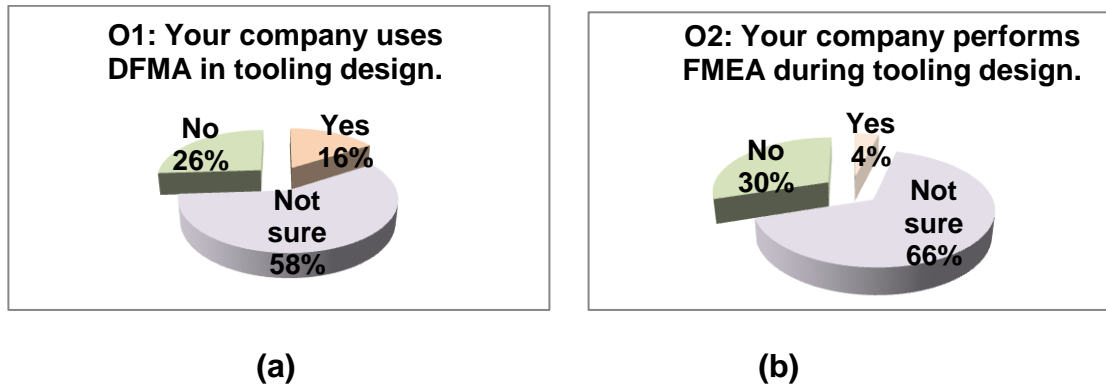 O1: Your company uses
DFMA in tooling design.
No
26%
Yes
16%
Not
sure
58%
(a)
O2: Your company performs
FMEA during tooling design.
No
30%
Yes
4%
Not
sure
66%
(b)